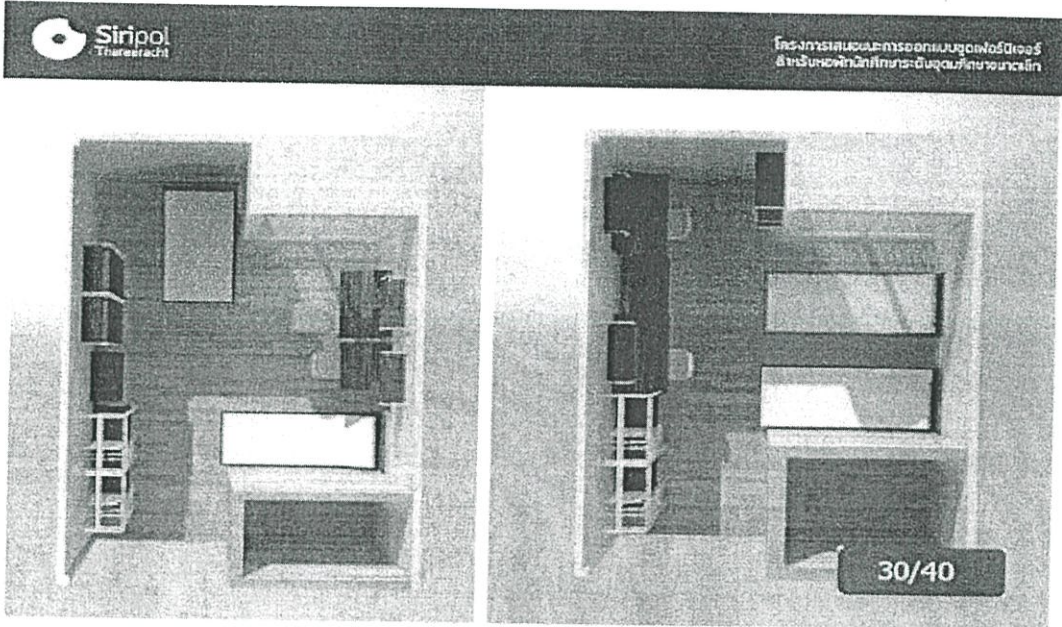 Siripol
Thareeracht
โครงการเสนอแนะการออกแบบชุดเฟอร์นิเจอร์
สำหรับหอพักนักศึกษาระดับอุดมศึกษาขนาดเล็ก
30/40